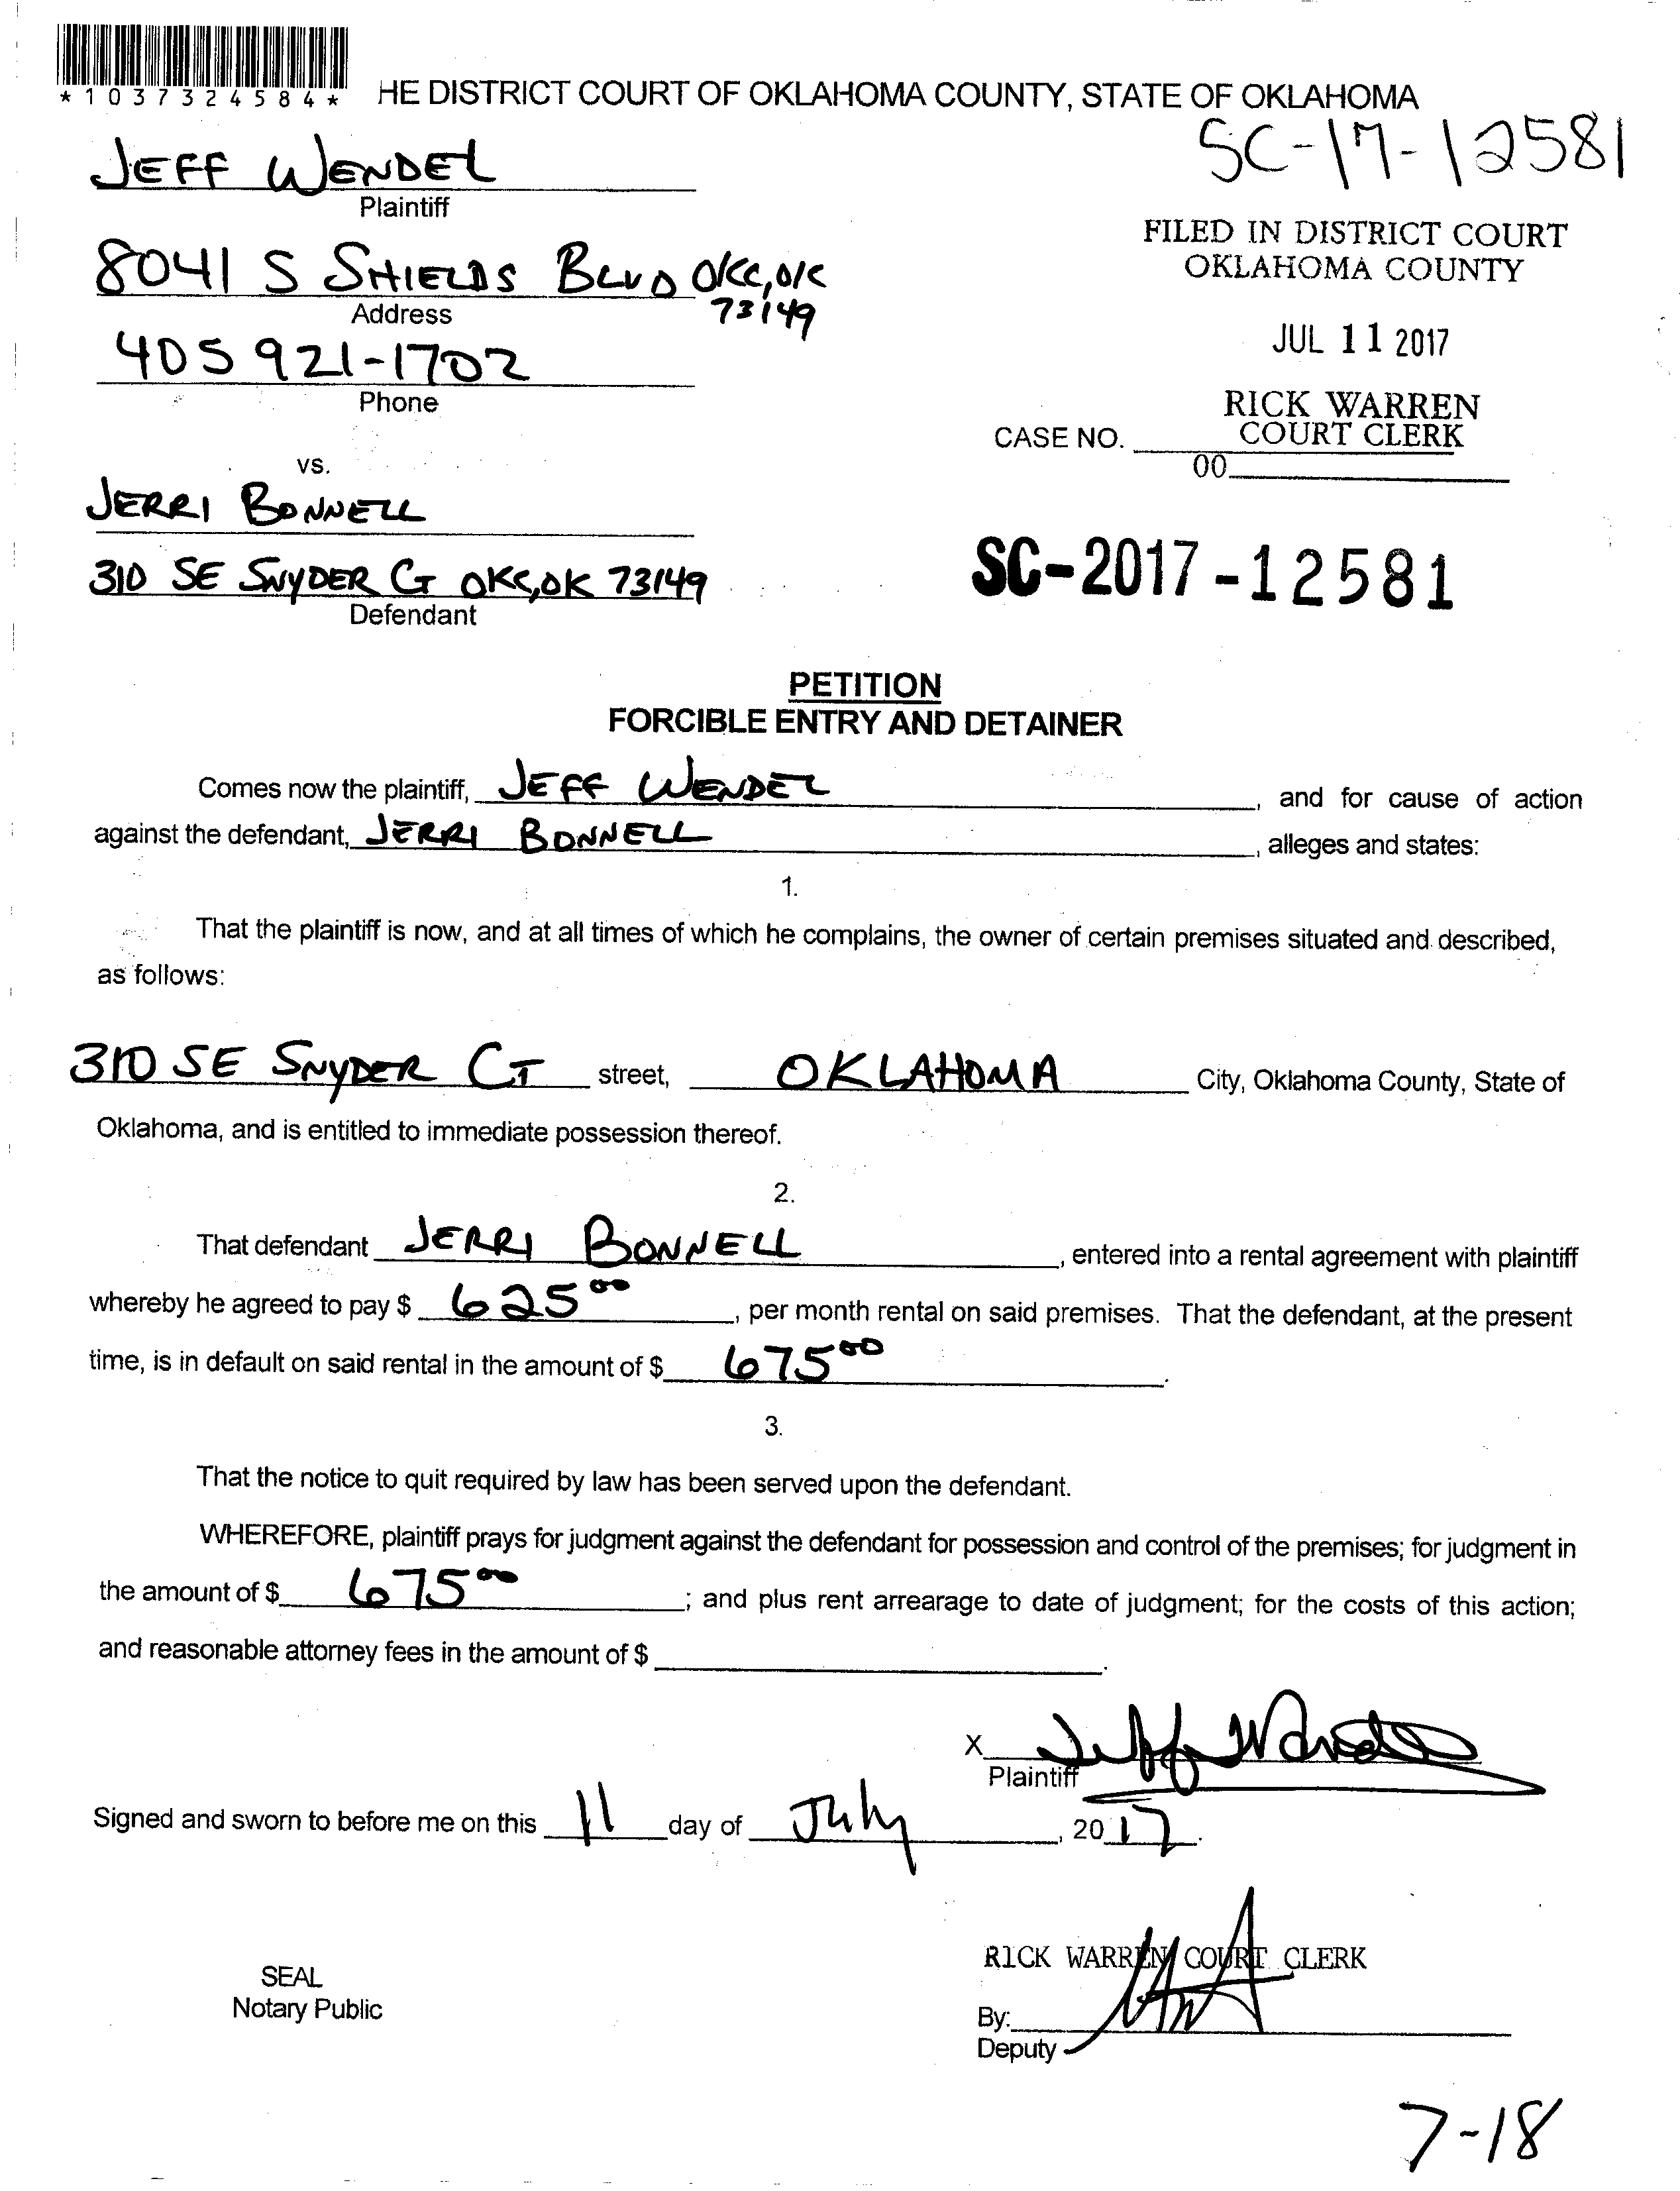 *1037324584*
HE DISTRICT COURT OF OKLAHOMA COUNTY, STATE OF OKLAHOMA
SC-17-12581
JEFF WENDEL
Plaintiff
8041 S SHIELDS BLVD OKC, OK
73149
Address
405 921-1702
Phone
FILED IN DISTRICT COURT
OKLAHOMA COUNTY
JUL 11 2017
RICK WARREN
COURT CLERK
CASE NO.
00
vs.
JERRI BONNELL
310 SE SNYDER CT OKC, OK 73149
Defendant
SC-2017-12581
PETITION
FORCIBLE ENTRY AND DETAINER
Comes now the plaintiff, JEFF WENDEL, and for cause of action
against the defendant, JERRI BONNELL, alleges and states:
1.
That the plaintiff is now, and at all times of which he complains, the owner of certain premises situated and described,
as follows:
310 SE SNYDER CT street, OKLAHOMA City, Oklahoma County, State of
Oklahoma, and is entitled to immediate possession thereof.
2.
That defendant JERRI BONNELL, entered into a rental agreement with plaintiff
whereby he agreed to pay $ 625 00, per month rental on said premises. That the defendant, at the present
time, is in default on said rental in the amount of $ 675 00.
3.
That the notice to quit required by law has been served upon the defendant.
WHEREFORE, plaintiff prays for judgment against the defendant for possession and control of the premises; for judgment in
the amount of $ 675 00; and plus rent arrearage to date of judgment; for the costs of this action;
and reasonable attorney fees in the amount of $ .
X Jeff Wendel
Plaintiff
Signed and sworn to before me on this 11 day of July, 2017.
RICK WARREN COURT CLERK
SEAL
Notary Public
By:
Deputy
7-18